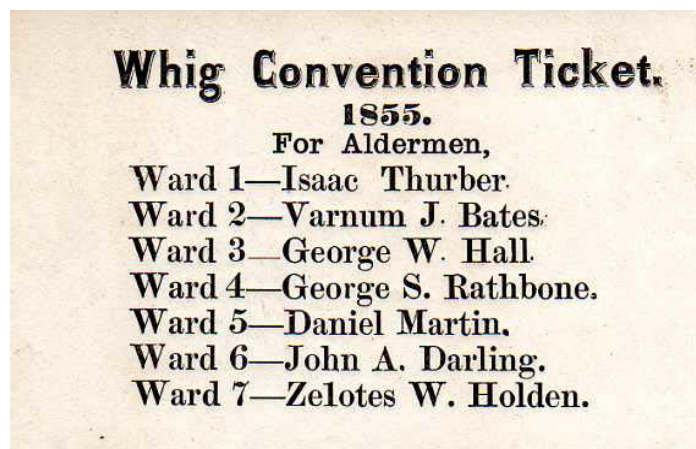 Whig Convention Ticket.
1855.
For Aldermen,
Ward 1—Isaac Thurber.
Ward 2—Varnum J. Bates.
Ward 3—George W. Hall.
Ward 4—George S. Rathbone.
Ward 5—Daniel Martin.
Ward 6—John A. Darling.
Ward 7—Zelotes W. Holden.